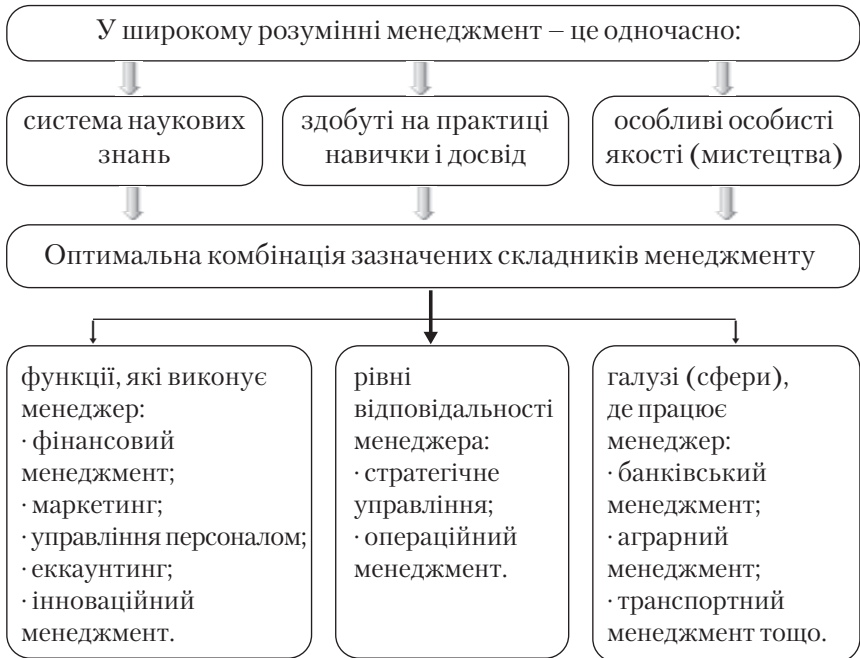 У широкому розумінні менеджмент – це одночасно:
система наукових
знань
здобуті на практиці
навички і досвід
особливі особисті
якості (мистецтва)
Оптимальна комбінація зазначених складників менеджменту
функції, які виконує
менеджер:
· фінансовий
менеджмент;
· маркетинг;
· управління персоналом;
· еккаунтинг;
· інноваційний
менеджмент.
рівні
відповідальності
менеджера:
· стратегічне
управління;
· операційний
менеджмент.
галузі (сфери),
де працює
менеджер:
· банківський
менеджмент;
· аграрний
менеджмент;
· транспортний
менеджмент тощо.